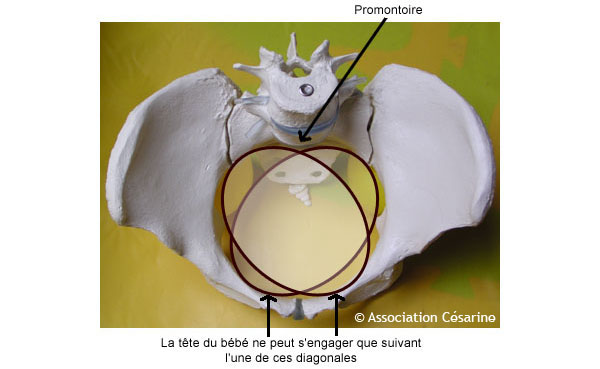 Promontoire
© Association Césarine
La tête du bébé ne peut s'engager que suivant
l'une de ces diagonales